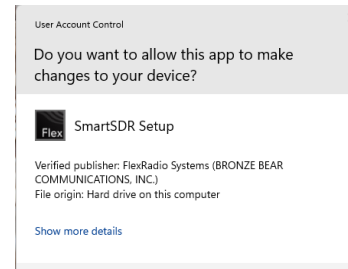 User Account Control
Do you want to allow this app to make
changes to your device?
Flex
SmartSDR Setup
Verified publisher: FlexRadio Systems (BRONZE BEAR
COMMUNICATIONS, INC.)
File origin: Hard drive on this computer
Show more details